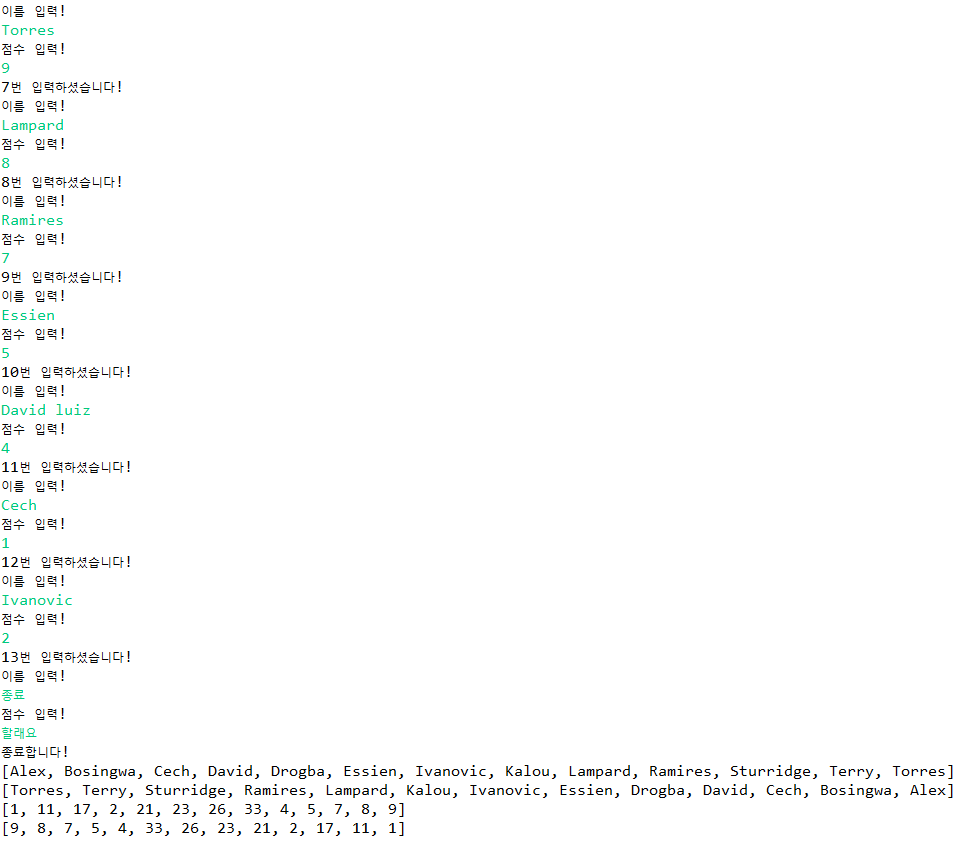 이름 입력!
Torres
점수 입력!
9
7번 입력하셨습니다!
이름 입력!
Lampard
점수 입력!
8
8번 입력하셨습니다!
이름 입력!
Ramires
점수 입력!
7
9번 입력하셨습니다!
이름 입력!
Essien
점수 입력!
5
10번 입력하셨습니다!
이름 입력!
David luiz
점수 입력!
4
11번 입력하셨습니다!
이름 입력!
Cech
점수 입력!
1
12번 입력하셨습니다!
이름 입력!
Ivanovic
점수 입력!
2
13번 입력하셨습니다!
이름 입력!
종료
점수 입력!
할래요
종료합니다!
[Alex, Bosingwa, Cech, David, Drogba, Essien, Ivanovic, Kalou, Lampard, Ramires, Sturridge, Terry, Torres]
[Torres, Terry, Sturridge, Ramires, Lampard, Kalou, Ivanovic, Essien, Drogba, David, Cech, Bosingwa, Alex]
[1, 11, 17, 2, 21, 23, 26, 33, 4, 5, 7, 8, 9]
[9, 8, 7, 5, 4, 33, 26, 23, 21, 2, 17, 11, 1]